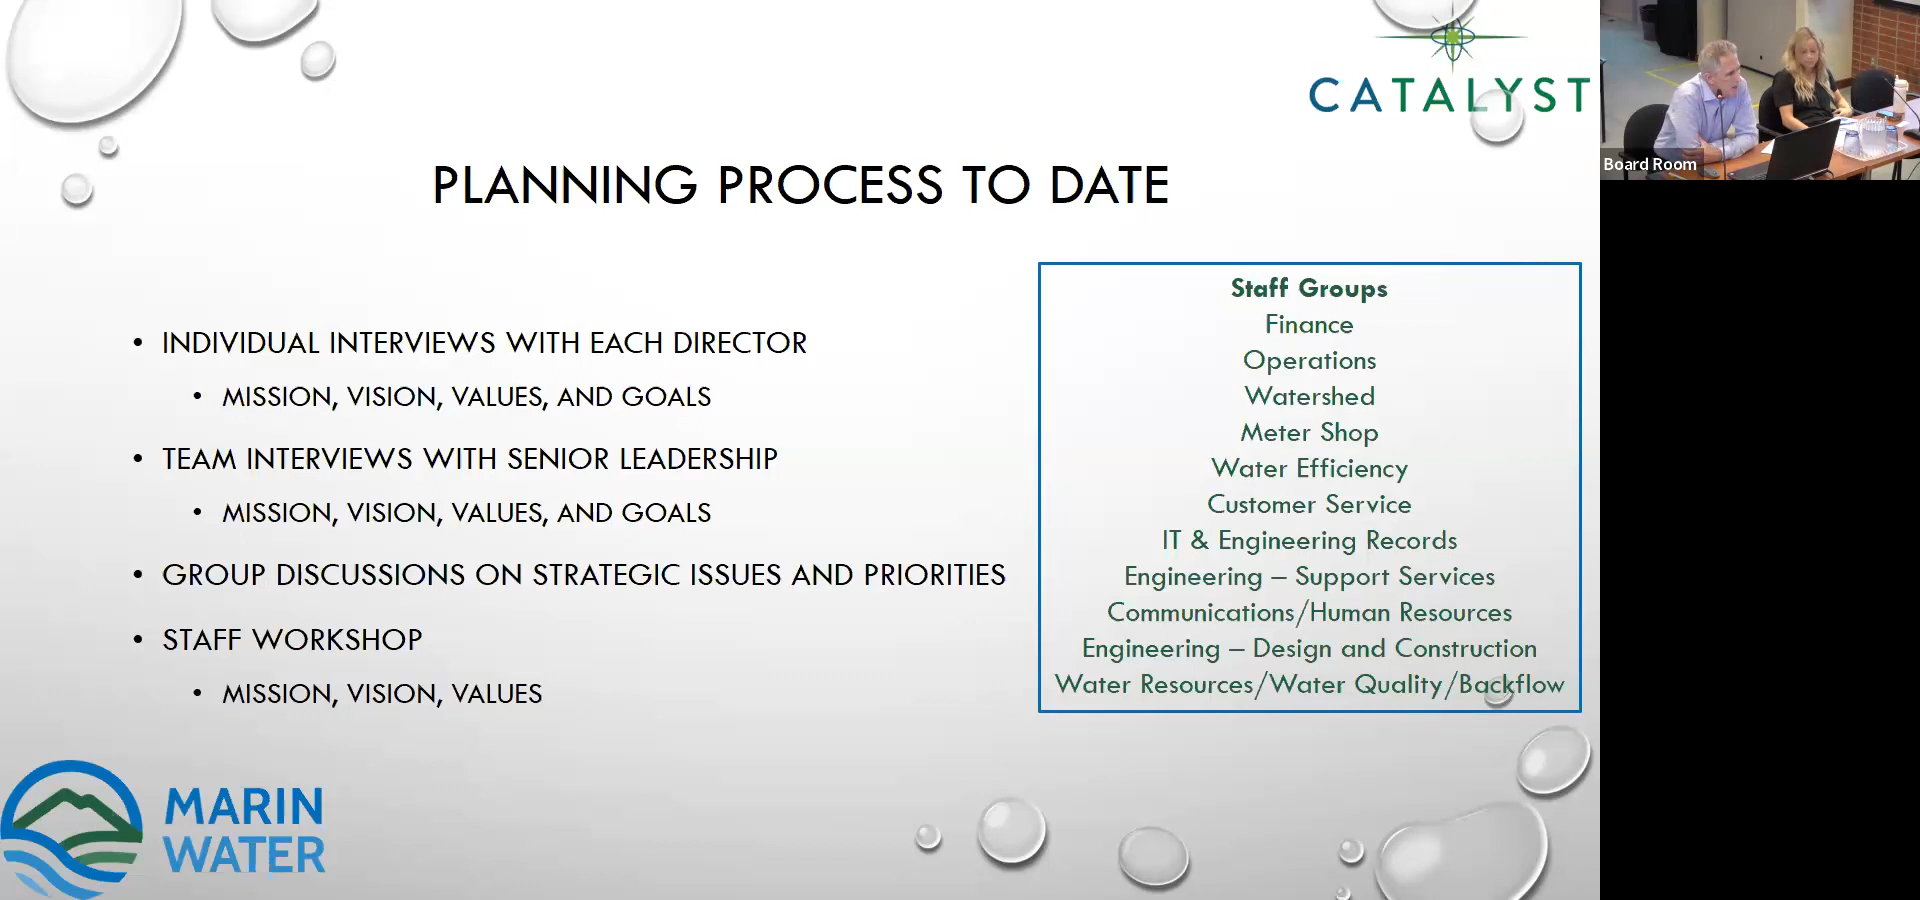 CATALYST
Board Room
PLANNING PROCESS TO DATE
• INDIVIDUAL INTERVIEWS WITH EACH DIRECTOR
• MISSION, VISION, VALUES, AND GOALS
• TEAM INTERVIEWS WITH SENIOR LEADERSHIP
• MISSION, VISION, VALUES, AND GOALS
• GROUP DISCUSSIONS ON STRATEGIC ISSUES AND PRIORITIES
• STAFF WORKSHOP
• MISSION, VISION, VALUES
Staff Groups
Finance
Operations
Watershed
Meter Shop
Water Efficiency
Customer Service
IT & Engineering Records
Engineering – Support Services
Communications/Human Resources
Engineering – Design and Construction
Water Resources/Water Quality/Backflow
MARIN
WATER